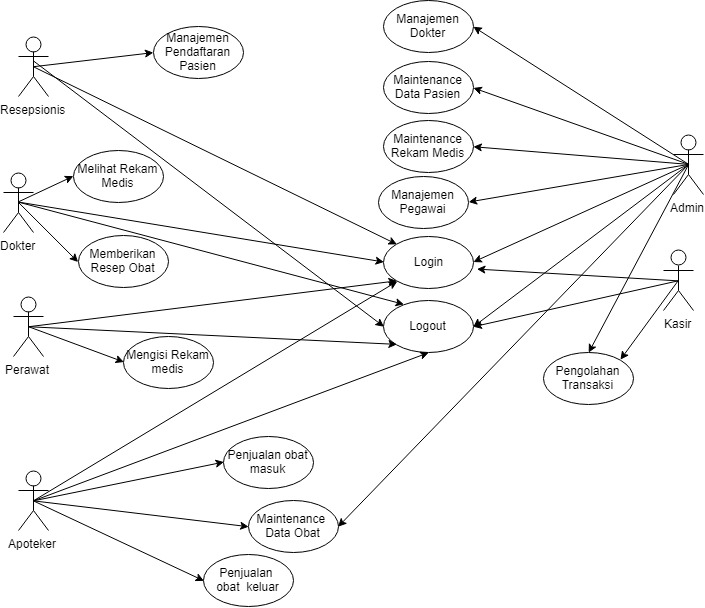 Manajemen
Dokter
Manajemen
Pendaftaran
Pasien
Resepsionis
Maintenance
Data Pasien
Maintenance
Rekam Medis
Melihat Rekam
Medis
Manajemen
Pegawai
Admin
Dokter
Memberikan
Resep Obat
Login
Logout
Kasir
Perawat
Mengisi Rekam
medis
Pengolahan
Transaksi
Penjualan obat
masuk
Maintenance
Data Obat
Apoteker
Penjualan
obat keluar